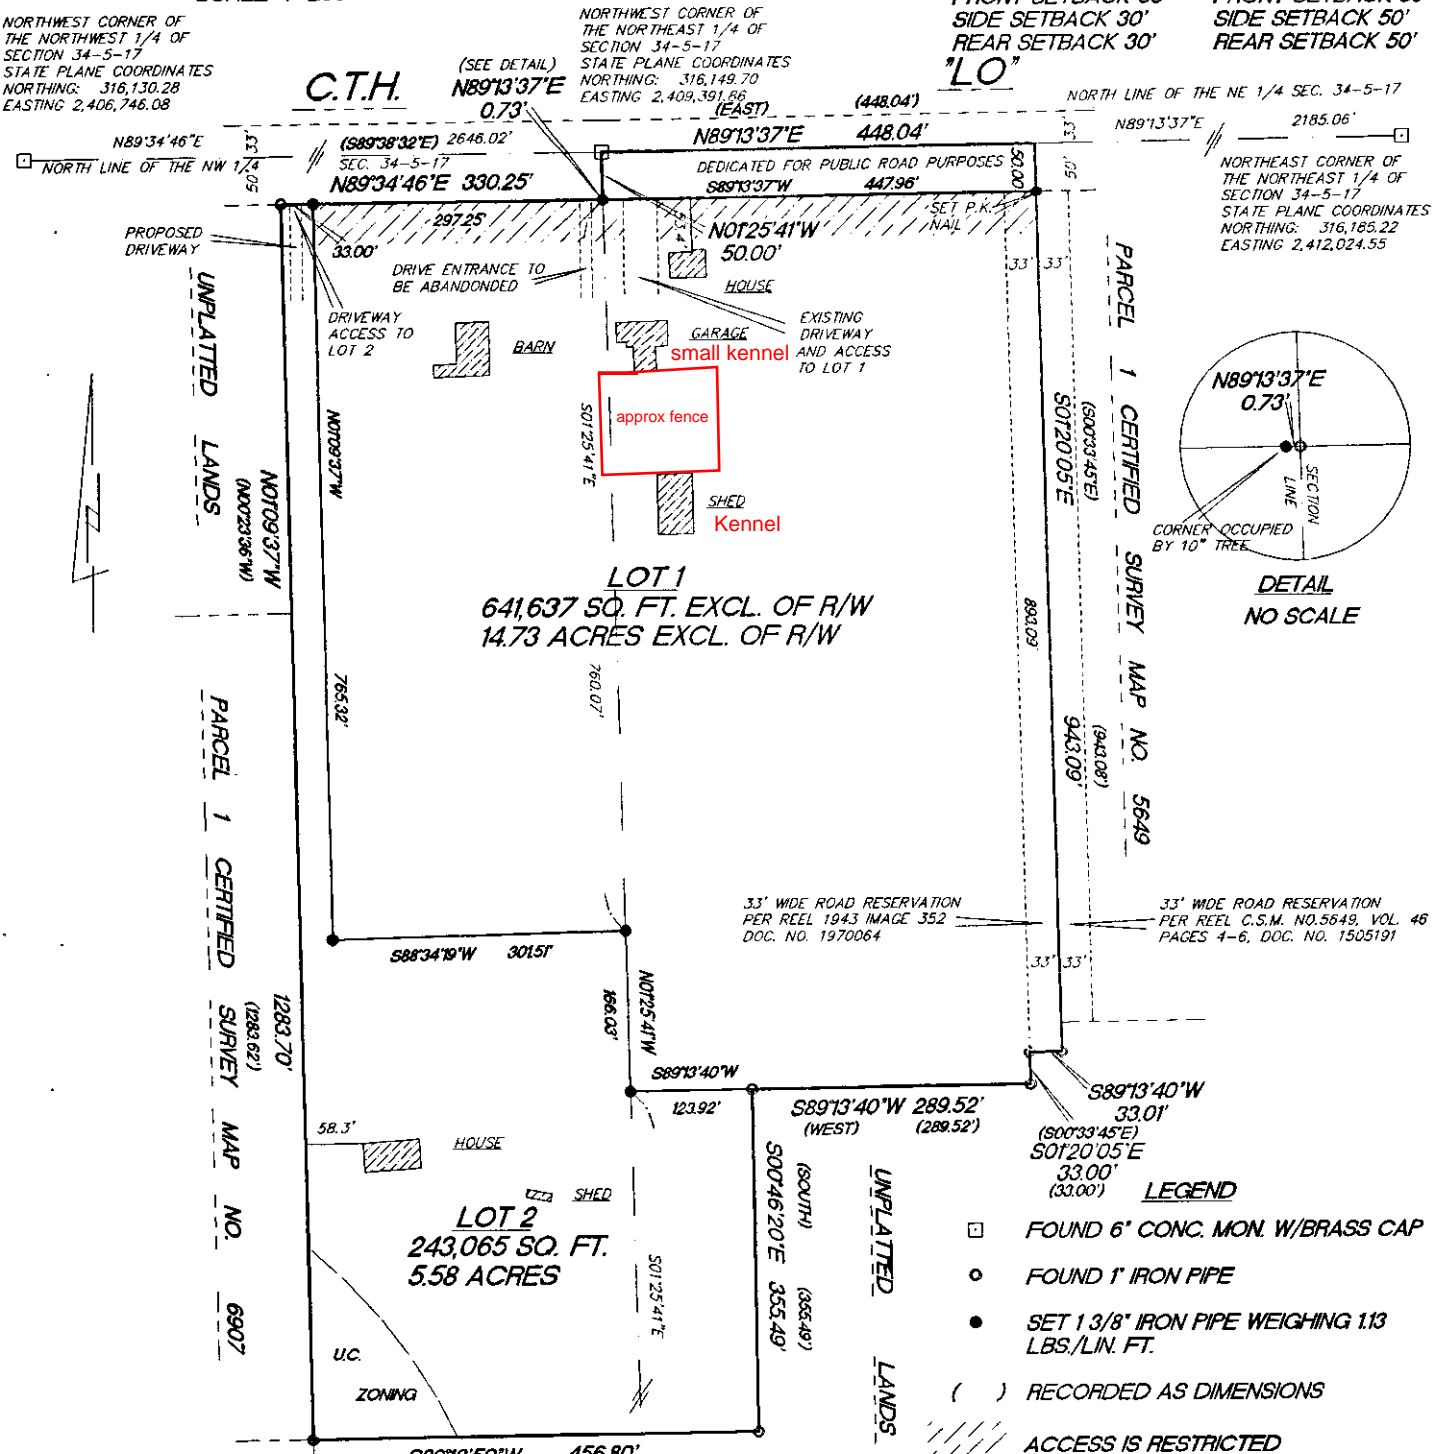 NORTHWEST CORNER OF
THE NORTHWEST 1/4 OF
SECTION 34-5-17
STATE PLANE COORDINATES
NORTHING: 316,130.28
EASTING 2,406,746.08
C.T.H.
(SEE DETAIL)
N89°13'37"E
0.73'
NORTHWEST CORNER OF
THE NORTHEAST 1/4 OF
SECTION 34-5-17
STATE PLANE COORDINATES
NORTHING: 316,149.70
EASTING 2,409,391.86
SIDE SETBACK 30'
REAR SETBACK 30'
SIDE SETBACK 50'
REAR SETBACK 50'
"LO"
(EAST)
(448.04')
NORTH LINE OF THE NE 1/4 SEC. 34-5-17
N89°34'46"E
33'
(S89°38'32"E) 2646.02'
N89°13'37"E 448.04'
33'
N89°13'37"E
2185.06'
NORTH LINE OF THE NW 1/4
SEC. 34-5-17
50'
DEDICATED FOR PUBLIC ROAD PURPOSES
50.00'
50'
N89°34'46"E 330.25'
S89°13'37"W 447.96'
NORTHEAST CORNER OF
THE NORTHEAST 1/4 OF
SECTION 34-5-17
STATE PLANE COORDINATES
NORTHING: 316,185.22
EASTING 2,412,024.55
PROPOSED
DRIVEWAY
297.25'
33.00'
53.4'
N01°25'41"W
50.00'
SET P.K.
NAIL
DRIVE ENTRANCE TO
BE ABANDONDED
HOUSE
33' 33'
DRIVEWAY
ACCESS TO
LOT 2
BARN
GARAGE
small kennel
EXISTING
DRIVEWAY
AND ACCESS
TO LOT 1
approx fence
SHED
Kennel
UNPLATTED LANDS
N01°09'37"W
(N00°23'36"W)
N01°09'37"W
765.32'
S01°25'41"E
760.07'
LOT 1
641,637 SQ. FT. EXCL. OF R/W
14.73 ACRES EXCL. OF R/W
893.09'
(S00°33'45"E)
S01°20'05"E
(943.08')
943.09'
PARCEL 1 CERTIFIED SURVEY MAP NO. 5649
N89°13'37"E
0.73'
SECTION
LINE
CORNER OCCUPIED
BY 10" TREE
DETAIL
NO SCALE
33' WIDE ROAD RESERVATION
PER REEL 1943 IMAGE 352
DOC. NO. 1970064
33' WIDE ROAD RESERVATION
PER REEL C.S.M. NO.5649, VOL. 46
PAGES 4-6, DOC. NO. 1505191
33' 33'
S88°34'19"W 301.51'
N01°25'41"W
166.03'
PARCEL 1 CERTIFIED SURVEY MAP NO. 6907
1283.70'
(1283.62')
S89°13'40"W
123.92'
S89°13'40"W 289.52'
(WEST) (289.52')
S89°13'40"W
33.01'
(S00°33'45"E)
S01°20'05"E
33.00'
(33.00')
58.3'
HOUSE
SHED
LOT 2
243,065 SQ. FT.
5.58 ACRES
S01°25'41"E
(SOUTH) (355.49')
S00°46'20"E 355.49'
UNPLATTED LANDS
U.C.
ZONING
456.80'
LEGEND
FOUND 6" CONC. MON. W/BRASS CAP
FOUND 1" IRON PIPE
SET 1 3/8" IRON PIPE WEIGHING 1.13
LBS./LIN. FT.
( ) RECORDED AS DIMENSIONS
ACCESS IS RESTRICTED